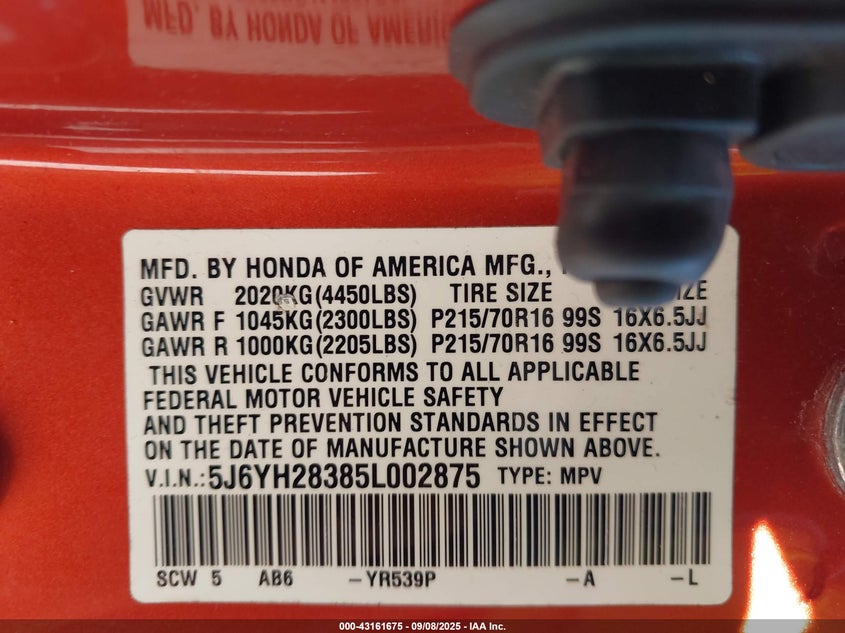 MFD. BY HONDA OF AMERICA
MFD. BY HONDA OF AMERICA MFG.,
GVWR 2020KG(4450LBS) TIRE SIZE
GAWR F 1045KG(2300LBS) P215/70R16 99S 16X6.5JJ
GAWR R 1000KG(2205LBS) P215/70R16 99S 16X6.5JJ
THIS VEHICLE CONFORMS TO ALL APPLICABLE
FEDERAL MOTOR VEHICLE SAFETY
AND THEFT PREVENTION STANDARDS IN EFFECT
ON THE DATE OF MANUFACTURE SHOWN ABOVE.
V.I.N.:5J6YH28385L002875 TYPE: MPV
SCW 5 AB6 -YR539P -A -L
000-43161675 - 09/08/2025 - IAA Inc.